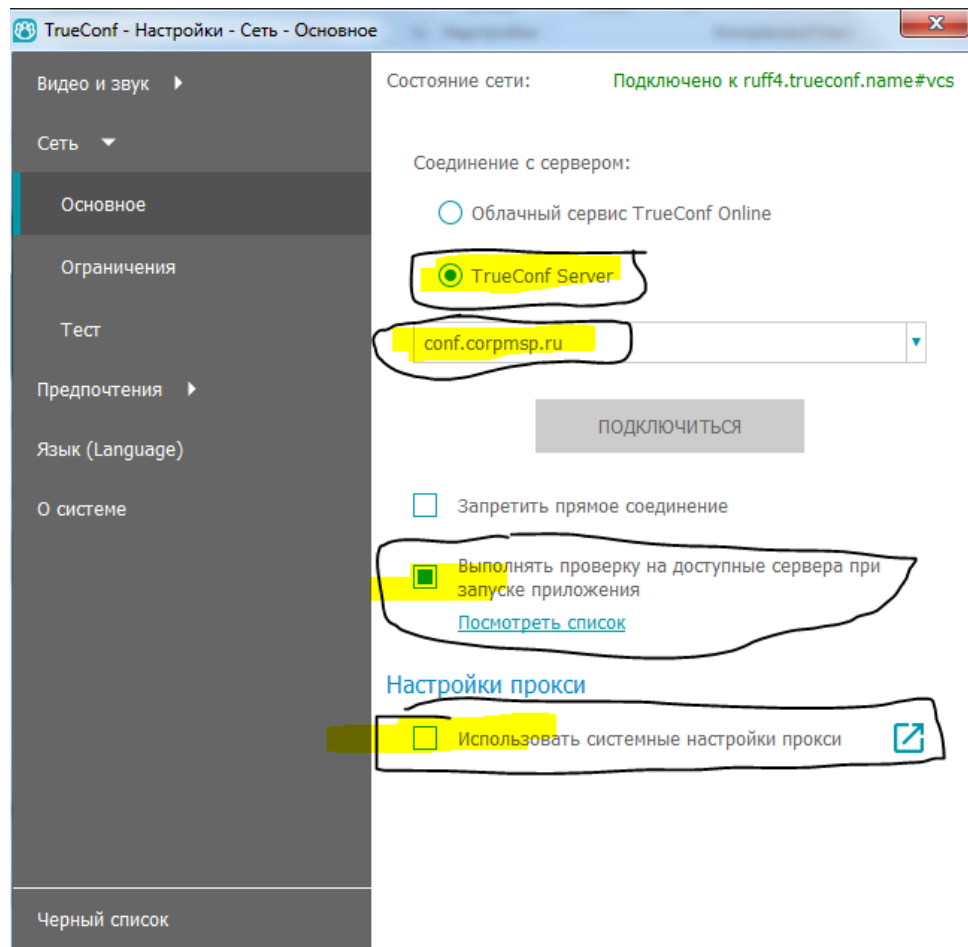 TrueConf - Настройки - Сеть - Основное
Видео и звук
Сеть
Основное
Ограничения
Тест
Предпочтения
Язык (Language)
О системе
Черный список
Состояние сети: Подключено к ruff4.trueconf.name#vcs
Соединение с сервером:
Облачный сервис TrueConf Online
TrueConf Server
conf.corpmsp.ru
ПОДКЛЮЧИТЬСЯ
Запретить прямое соединение
Выполнять проверку на доступные сервера при
запуске приложения
Посмотреть список
Настройки прокси
Использовать системные настройки прокси